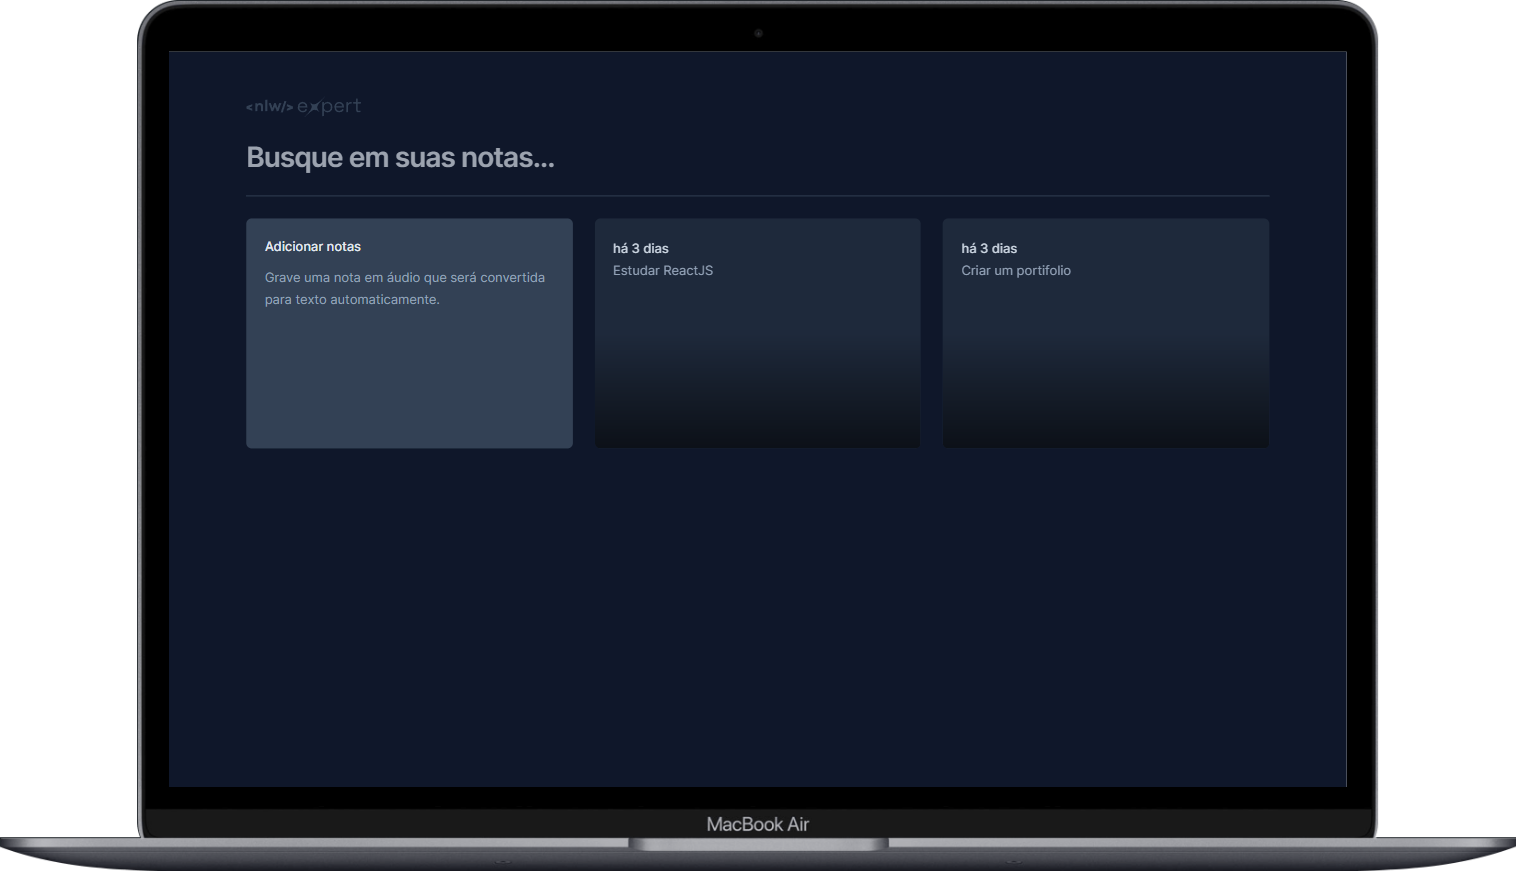 <nlw/> expert
Busque em suas notas...
Adicionar notas
Grave uma nota em áudio que será convertida
para texto automaticamente.
há 3 dias
Estudar ReactJS
há 3 dias
Criar um portifolio
MacBook Air